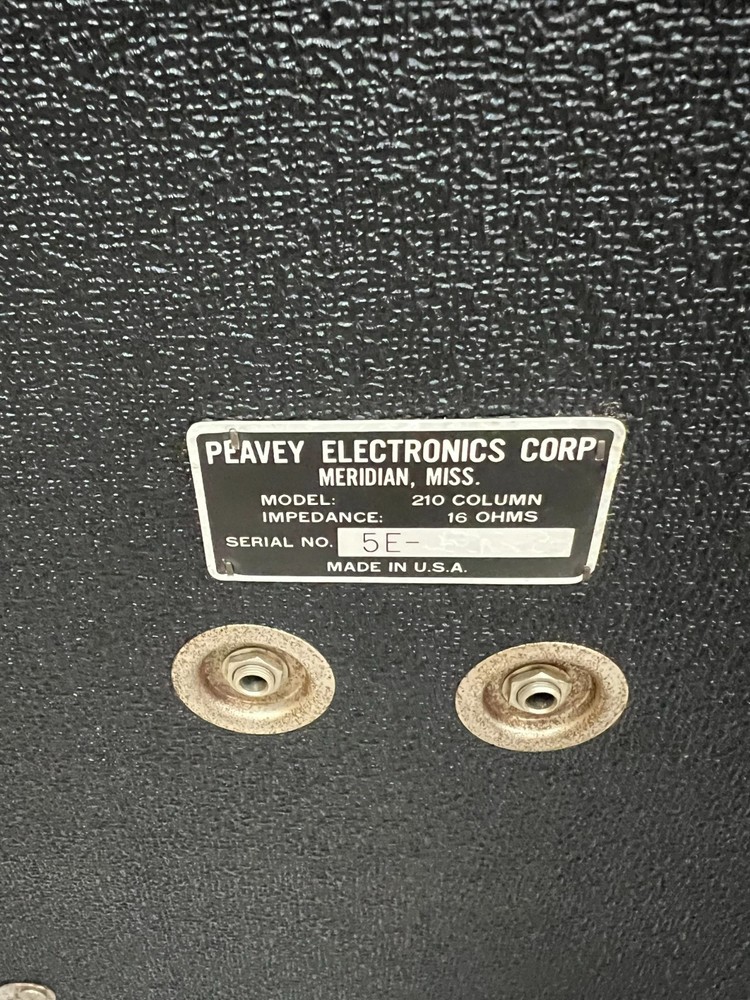 PEAVEY ELECTRONICS CORP.
MERIDIAN, MISS.
MODEL: 210 COLUMN
IMPEDANCE: 16 OHMS
SERIAL NO. 5E-
MADE IN U.S.A.